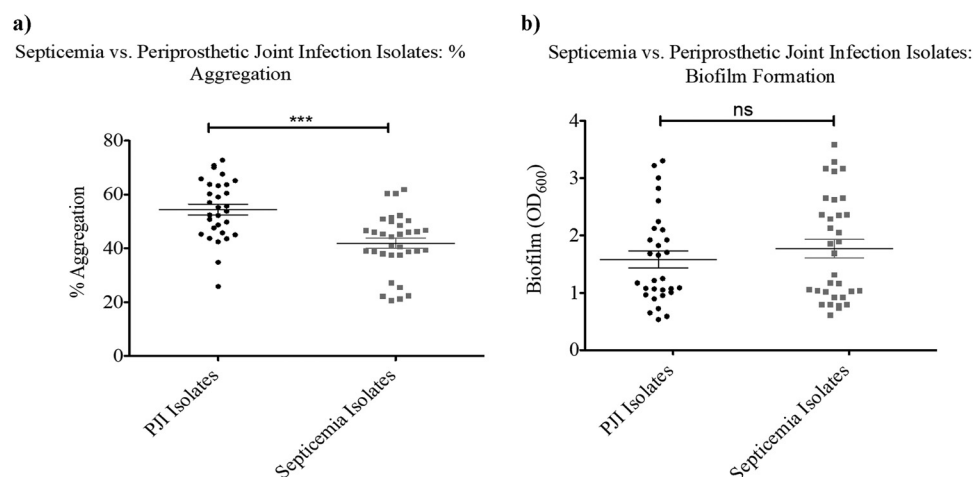 a)
Septicemia vs. Periprosthetic Joint Infection Isolates: %
Aggregation
***
80
60
40
20
0
% Aggregation
PJI Isolates
Septicemia Isolates
b)
Septicemia vs. Periprosthetic Joint Infection Isolates:
Biofilm Formation
ns
4
3
2
1
0
Biofilm (OD600)
PJI Isolates
Septicemia Isolates